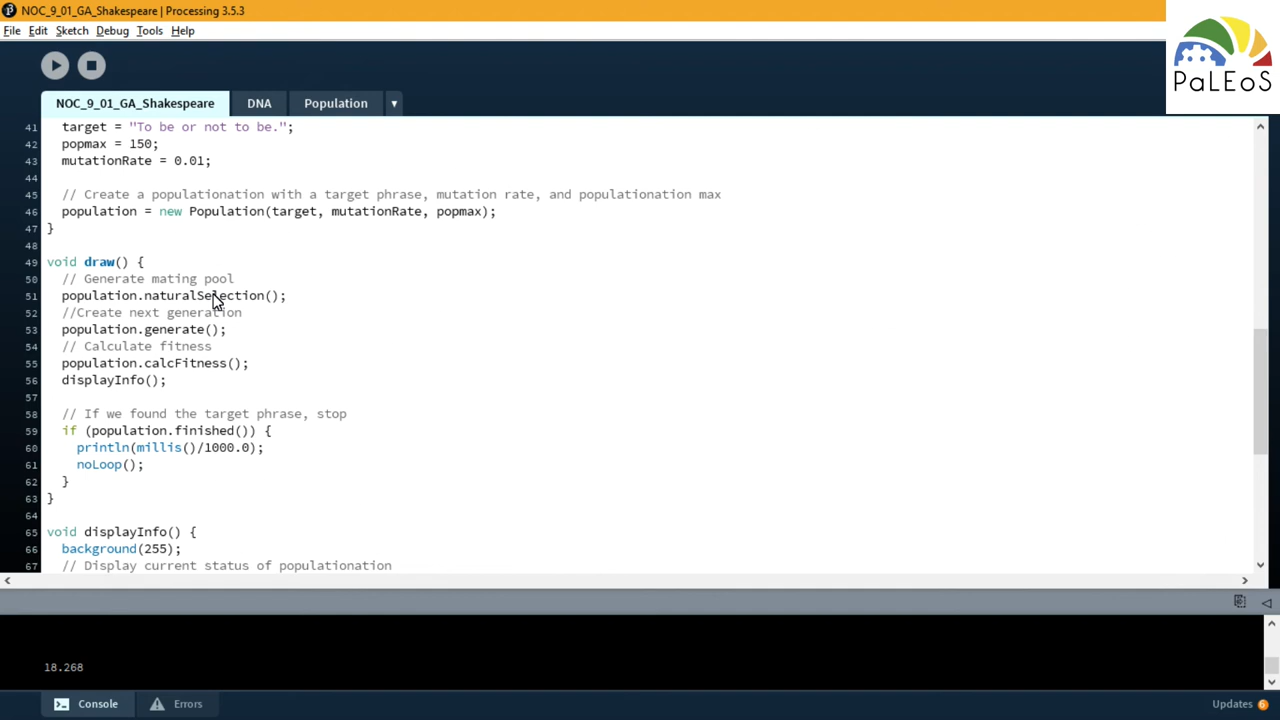 NOC_9_01_GA_Shakespeare | Processing 3.5.3
File Edit Sketch Debug Tools Help
PaLEoS
NOC_9_01_GA_Shakespeare DNA Population
41 target = "To be or not to be.";
42 popmax = 150;
43 mutationRate = 0.01;
44
45 // Create a populationation with a target phrase, mutation rate, and populationation max
46 population = new Population(target, mutationRate, popmax);
47 }
48
49 void draw() {
50 // Generate mating pool
51 population.naturalSelection();
52 //Create next generation
53 population.generate();
54 // Calculate fitness
55 population.calcFitness();
56 displayInfo();
57
58 // If we found the target phrase, stop
59 if (population.finished()) {
60 println(millis()/1000.0);
61 noLoop();
62 }
63 }
64
65 void displayInfo() {
66 background(255);
67 // Display current status of populationation
18.268
Console Errors Updates 6